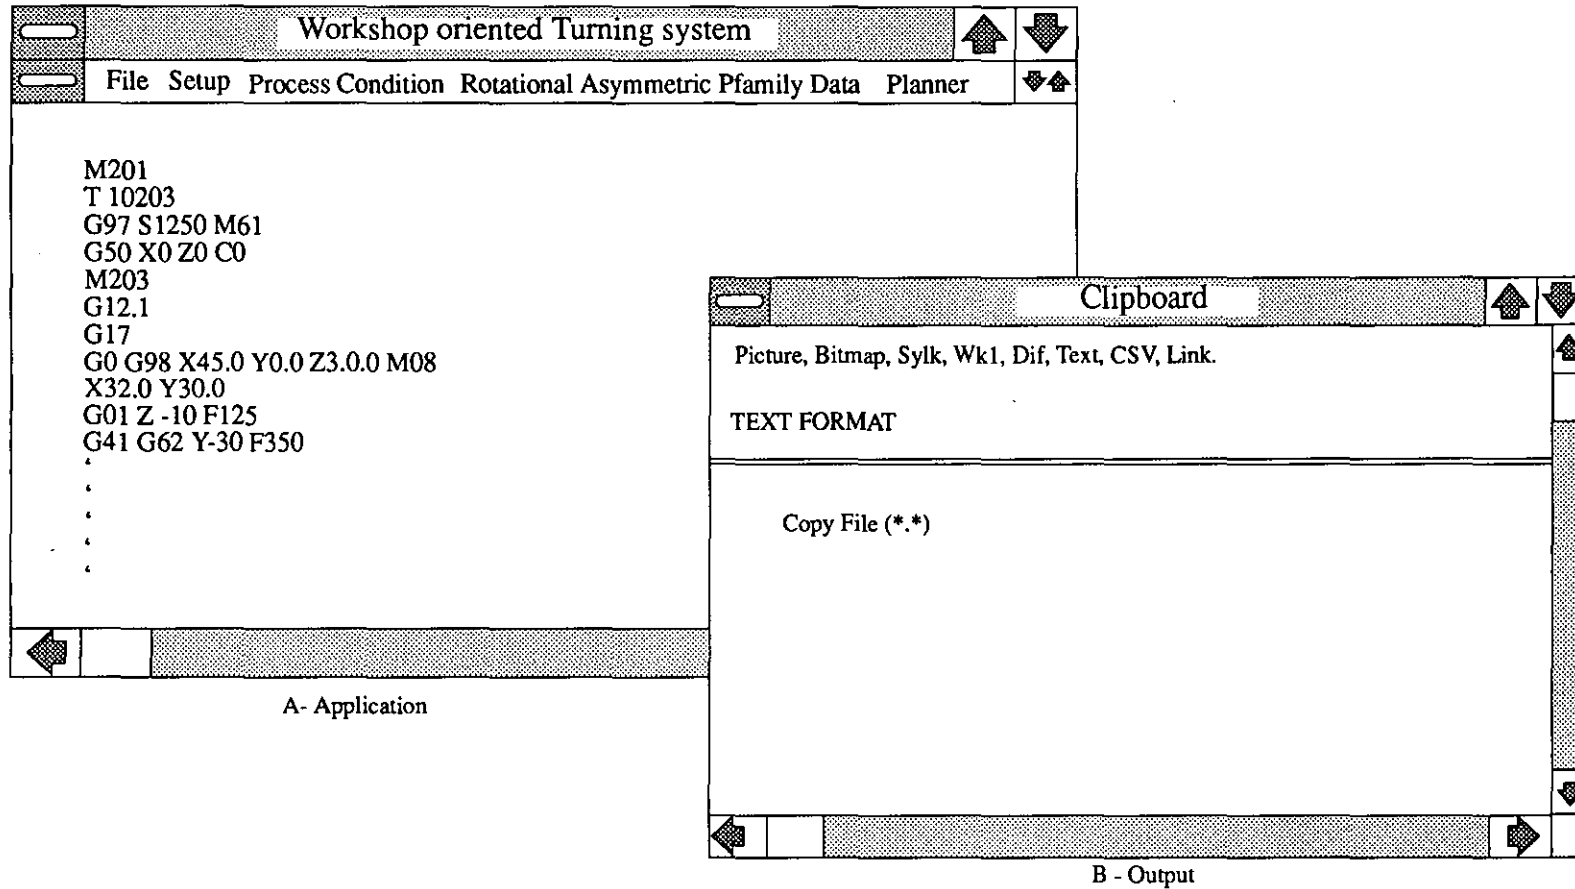 Workshop oriented Turning system
File Setup Process Condition Rotational Asymmetric Pfamily Data Planner
M201
T 10203
G97 S1250 M61
G50 X0 Z0 C0
M203
G12.1
G17
G0 G98 X45.0 Y0.0 Z3.0.0 M08
X32.0 Y30.0
G01 Z -10 F125
G41 G62 Y-30 F350
‘
‘
‘
‘
‘
A- Application
Clipboard
Picture, Bitmap, Sylk, Wk1, Dif, Text, CSV, Link.
TEXT FORMAT
Copy File (*.*)
B - Output